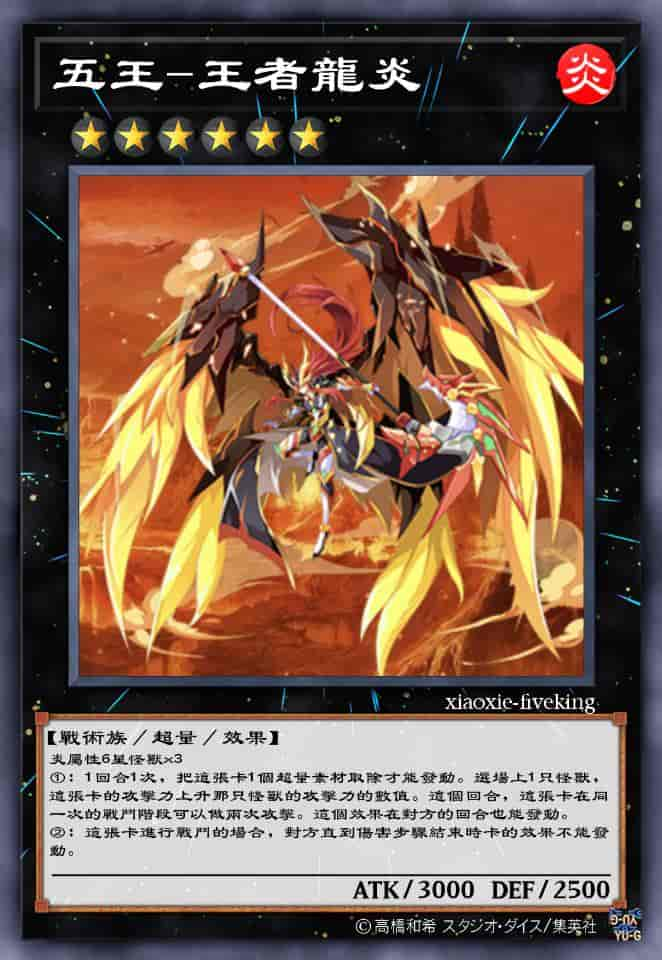 五王-王者龍炎
炎
xiaoxie-fiveking
【戰術族／超量／效果】
炎屬性6星怪獸×3
①：1回合1次，把這張卡1個超量素材取除才能發動。選場上1只怪獸，
這張卡的攻擊力上升那只怪獸的攻擊力的數值。這個回合，這張卡在同
一次的戰鬥階段可以做兩次攻擊。這個效果在對方的回合也能發動。
②：這張卡進行戰鬥的場合，對方直到傷害步驟結束時卡的效果不能發
動。
ATK/3000 DEF/2500
©高橋和希 スタジオ・ダイス/集英社